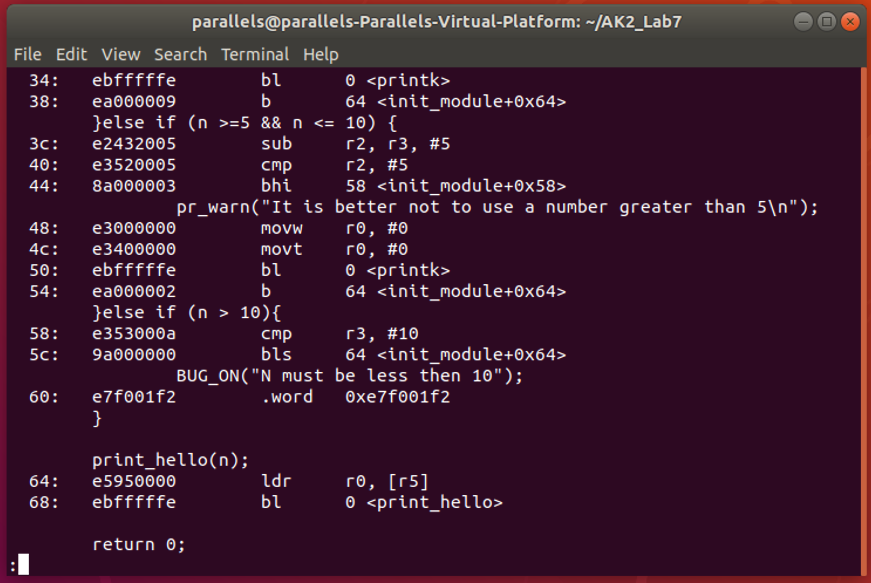 parallels@parallels-Parallels-Virtual-Platform: ~/AK2_Lab7
File Edit View Search Terminal Help
34: ebfffffe bl 0 <printk>
38: ea000009 b 64 <init_module+0x64>
}else if (n >=5 && n <= 10) {
3c: e2432005 sub r2, r3, #5
40: e3520005 cmp r2, #5
44: 8a000003 bhi 58 <init_module+0x58>
pr_warn("It is better not to use a number greater than 5\n");
48: e3000000 movw r0, #0
4c: e3400000 movt r0, #0
50: ebfffffe bl 0 <printk>
54: ea000002 b 64 <init_module+0x64>
}else if (n > 10){
58: e353000a cmp r3, #10
5c: 9a000000 bls 64 <init_module+0x64>
BUG_ON("N must be less then 10");
60: e7f001f2 .word 0xe7f001f2
}
print_hello(n);
64: e5950000 ldr r0, [r5]
68: ebfffffe bl 0 <print_hello>
return 0;
: